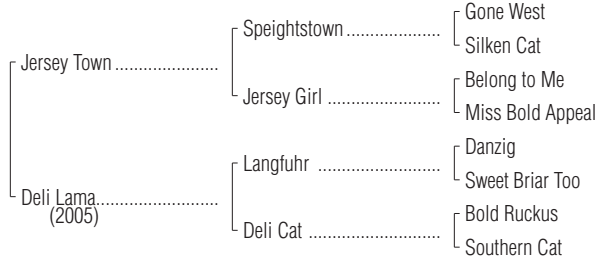 Gone West
Speightstown
Silken Cat
Jersey Town
Belong to Me
Jersey Girl
Miss Bold Appeal
Danzig
Langfuhr
Sweet Briar Too
Deli Lama
(2005)
Bold Ruckus
Deli Cat
Southern Cat